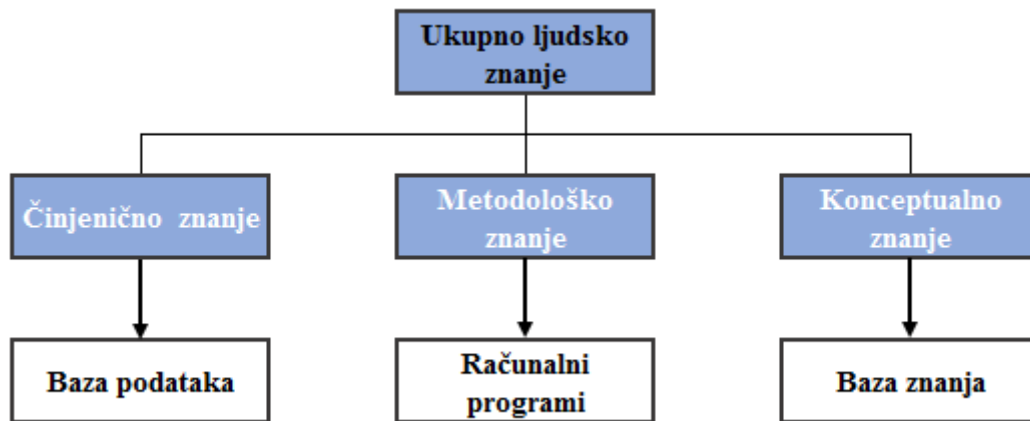 Ukupno ljudsko
znanje
Činjenično znanje
Metodološko
znanje
Konceptualno
znanje
Baza podataka
Računalni
programi
Baza znanja